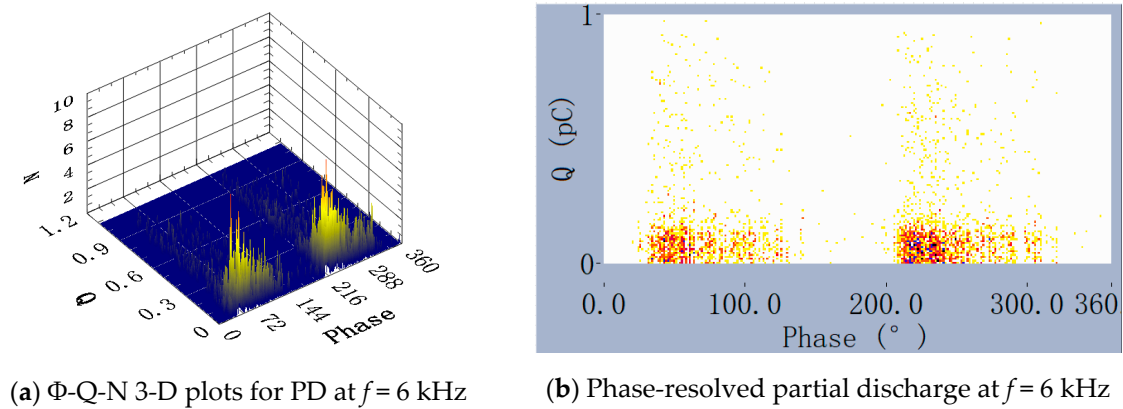 10
8
6
4
2
N
1.2
0.9
0.6
0.3
0
Q
0
72
144
216
288
360
Phase
1
0
Q (pC)
0.0 100.0 200.0 300.0 360.
Phase (° )
(a) Φ-Q-N 3-D plots for PD at f = 6 kHz
(b) Phase-resolved partial discharge at f = 6 kHz